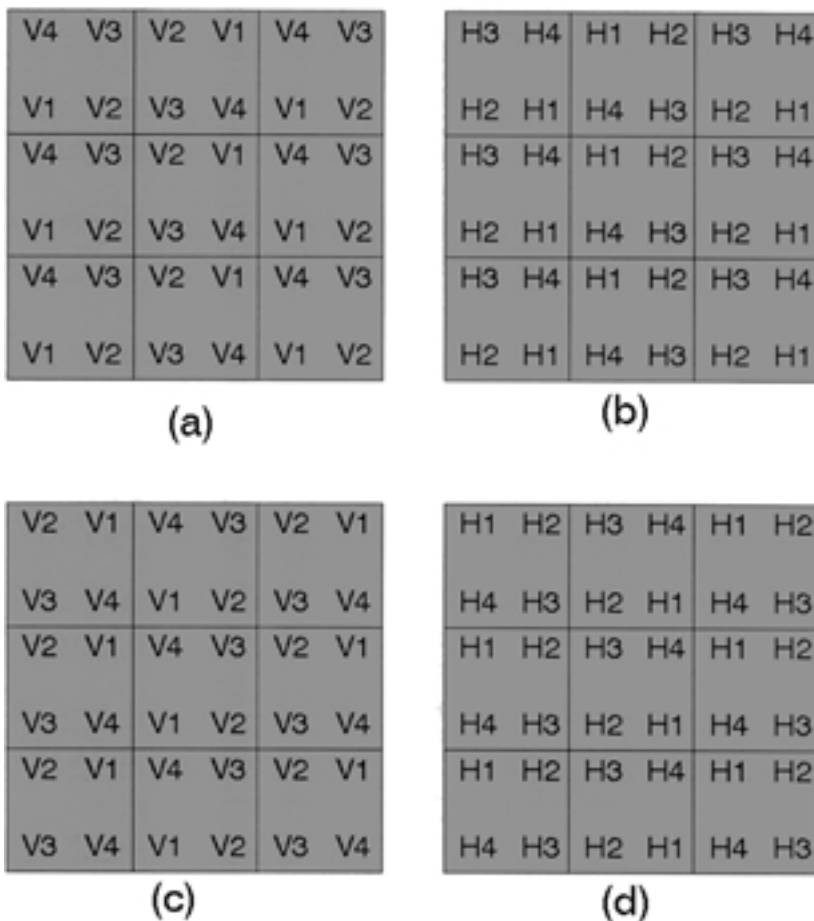 V4 V3 V2 V1 V4 V3
V1 V2 V3 V4 V1 V2
V4 V3 V2 V1 V4 V3
V1 V2 V3 V4 V1 V2
V4 V3 V2 V1 V4 V3
V1 V2 V3 V4 V1 V2
(a)
H3 H4 H1 H2 H3 H4
H2 H1 H4 H3 H2 H1
H3 H4 H1 H2 H3 H4
H2 H1 H4 H3 H2 H1
H3 H4 H1 H2 H3 H4
H2 H1 H4 H3 H2 H1
(b)
V2 V1 V4 V3 V2 V1
V3 V4 V1 V2 V3 V4
V2 V1 V4 V3 V2 V1
V3 V4 V1 V2 V3 V4
V2 V1 V4 V3 V2 V1
V3 V4 V1 V2 V3 V4
(c)
H1 H2 H3 H4 H1 H2
H4 H3 H2 H1 H4 H3
H1 H2 H3 H4 H1 H2
H4 H3 H2 H1 H4 H3
H1 H2 H3 H4 H1 H2
H4 H3 H2 H1 H4 H3
(d)